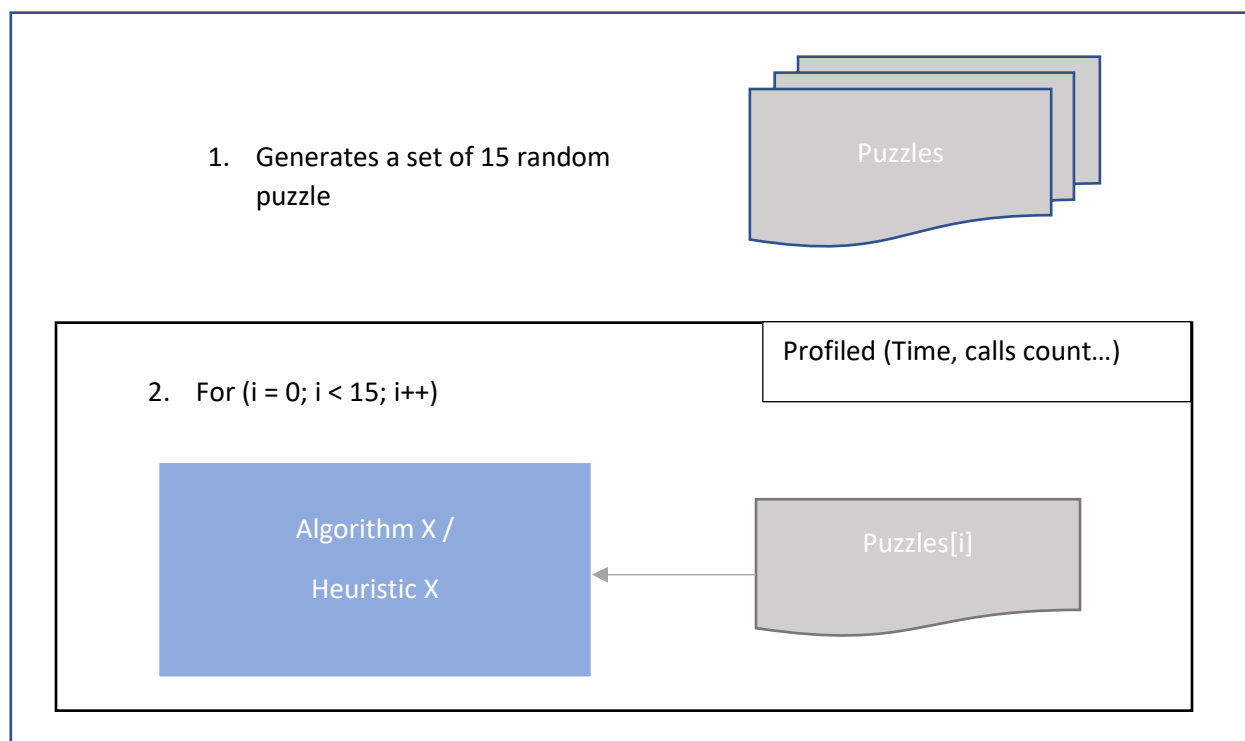 1. Generates a set of 15 random
puzzle
Puzzles
Profiled (Time, calls count...)
2. For (i = 0; i < 15; i++)
Algorithm X /
Heuristic X
Puzzles[i]